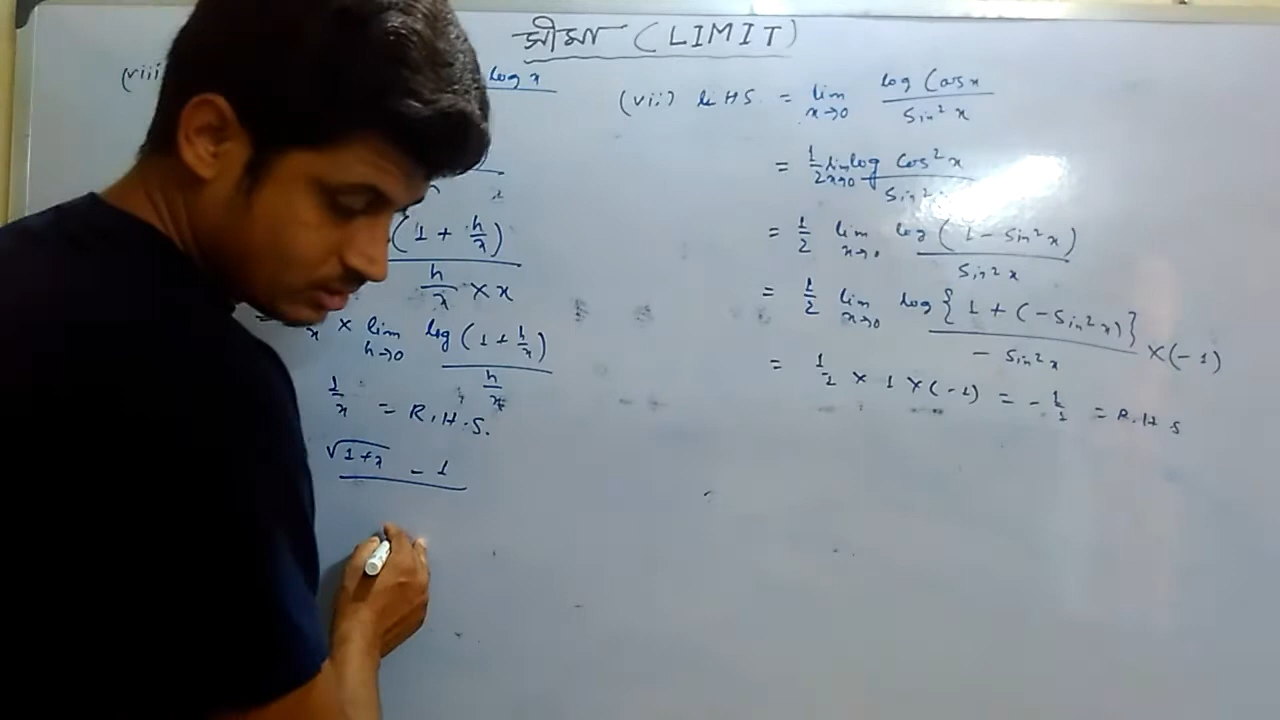 সীমা (LIMIT)
(viii
log x
(1 + h/x)
h/x × x
x × lim h→0 log (1 + h/x)
h/x
1/x = R.H.S.
√1+x - 1
(vii) L.H.S. = lim x→0 log Cos x / Sin² x
= 1/2 lim x→0 log Cos² x / Sin²
= 1/2 lim x→0 log (1 - Sin² x) / Sin² x
= 1/2 lim x→0 log {1 + (- Sin² x)} / - Sin² x × (-1)
= 1/2 × 1 × (-1) = - 1/2 = R.H.S